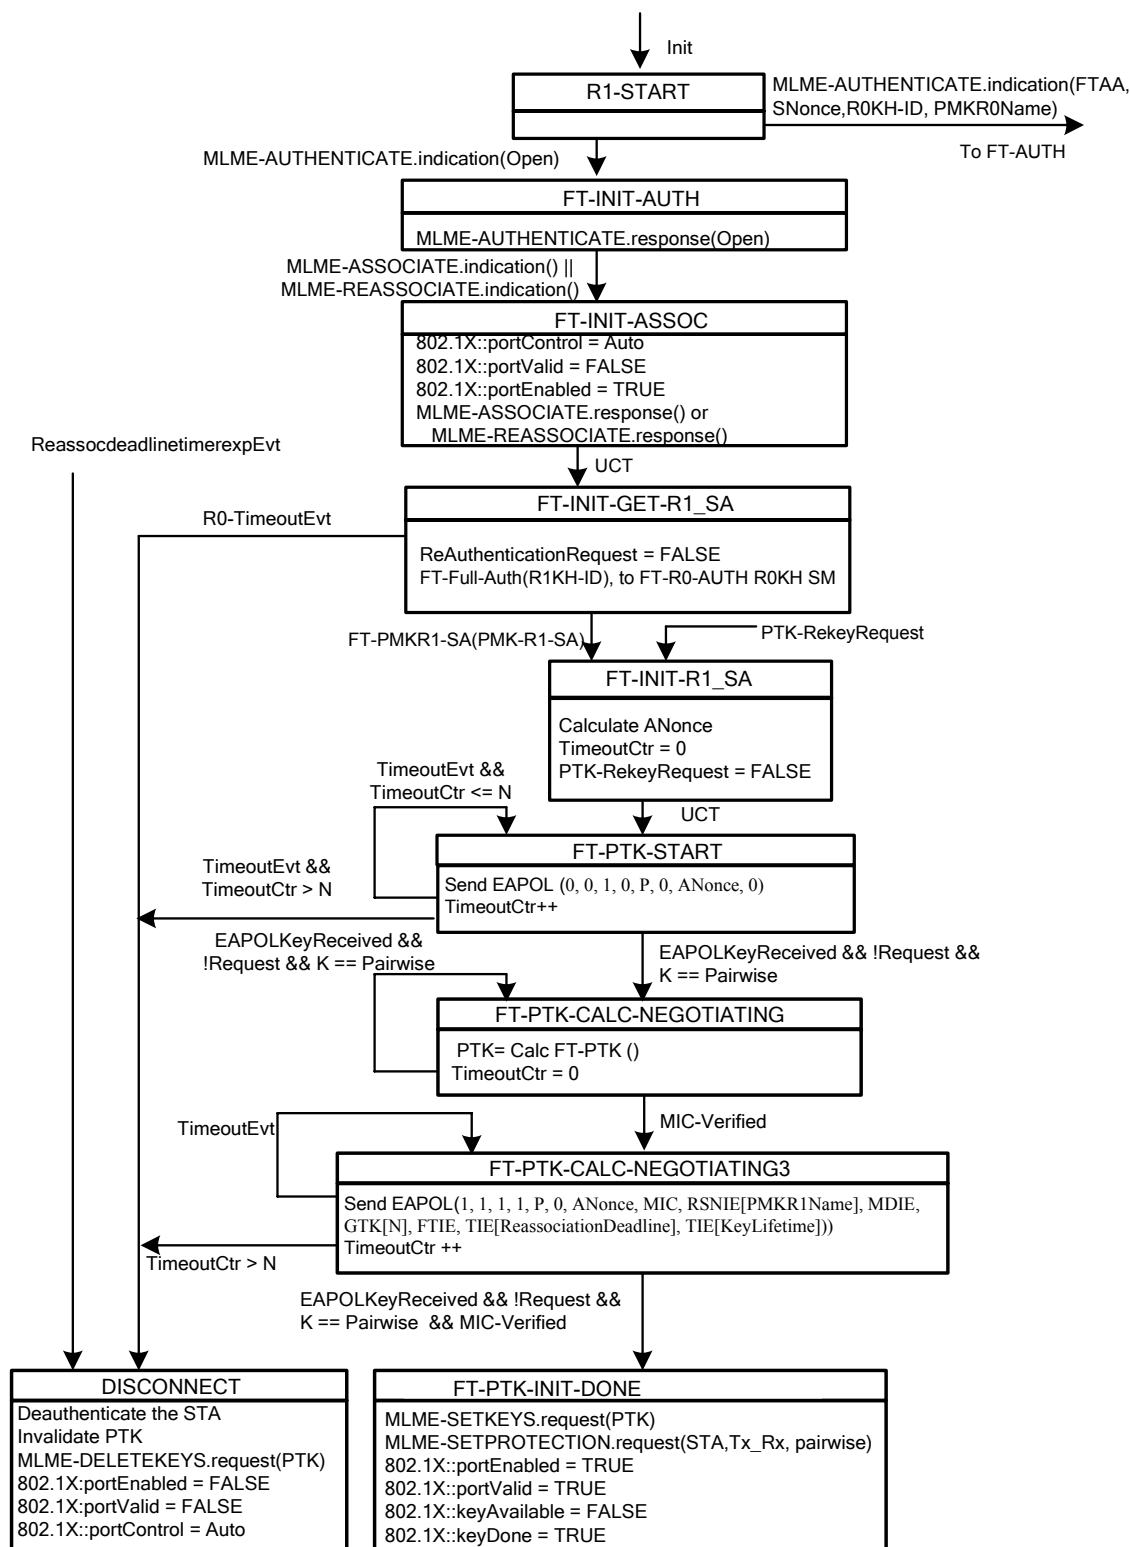 Init
R1-START
MLME-AUTHENTICATE.indication(FTAA,
SNonce,R0KH-ID, PMKR0Name)
To FT-AUTH
MLME-AUTHENTICATE.indication(Open)
FT-INIT-AUTH
MLME-AUTHENTICATE.response(Open)
MLME-ASSOCIATE.indication() ||
MLME-REASSOCIATE.indication()
FT-INIT-ASSOC
802.1X::portControl = Auto
802.1X::portValid = FALSE
802.1X::portEnabled = TRUE
MLME-ASSOCIATE.response() or
MLME-REASSOCIATE.response()
ReassocdeadlinetimerexpEvt
UCT
R0-TimeoutEvt
FT-INIT-GET-R1_SA
ReAuthenticationRequest = FALSE
FT-Full-Auth(R1KH-ID), to FT-R0-AUTH R0KH SM
FT-PMKR1-SA(PMK-R1-SA)
PTK-RekeyRequest
FT-INIT-R1_SA
Calculate ANonce
TimeoutCtr = 0
PTK-RekeyRequest = FALSE
TimeoutEvt &&
TimeoutCtr <= N
UCT
FT-PTK-START
Send EAPOL (0, 0, 1, 0, P, 0, ANonce, 0)
TimeoutCtr++
TimeoutEvt &&
TimeoutCtr > N
EAPOLKeyReceived &&
!Request && K == Pairwise
EAPOLKeyReceived && !Request &&
K == Pairwise
FT-PTK-CALC-NEGOTIATING
PTK= Calc FT-PTK ()
TimeoutCtr = 0
MIC-Verified
TimeoutEvt
FT-PTK-CALC-NEGOTIATING3
Send EAPOL(1, 1, 1, 1, P, 0, ANonce, MIC, RSNIE[PMKR1Name], MDIE,
GTK[N], FTIE, TIE[ReassociationDeadline], TIE[KeyLifetime]))
TimeoutCtr ++
TimeoutCtr > N
EAPOLKeyReceived && !Request &&
K == Pairwise && MIC-Verified
DISCONNECT
Deauthenticate the STA
Invalidate PTK
MLME-DELETEKEYS.request(PTK)
802.1X:portEnabled = FALSE
802.1X:portValid = FALSE
802.1X::portControl = Auto
FT-PTK-INIT-DONE
MLME-SETKEYS.request(PTK)
MLME-SETPROTECTION.request(STA,Tx_Rx, pairwise)
802.1X::portEnabled = TRUE
802.1X::portValid = TRUE
802.1X::keyAvailable = FALSE
802.1X::keyDone = TRUE